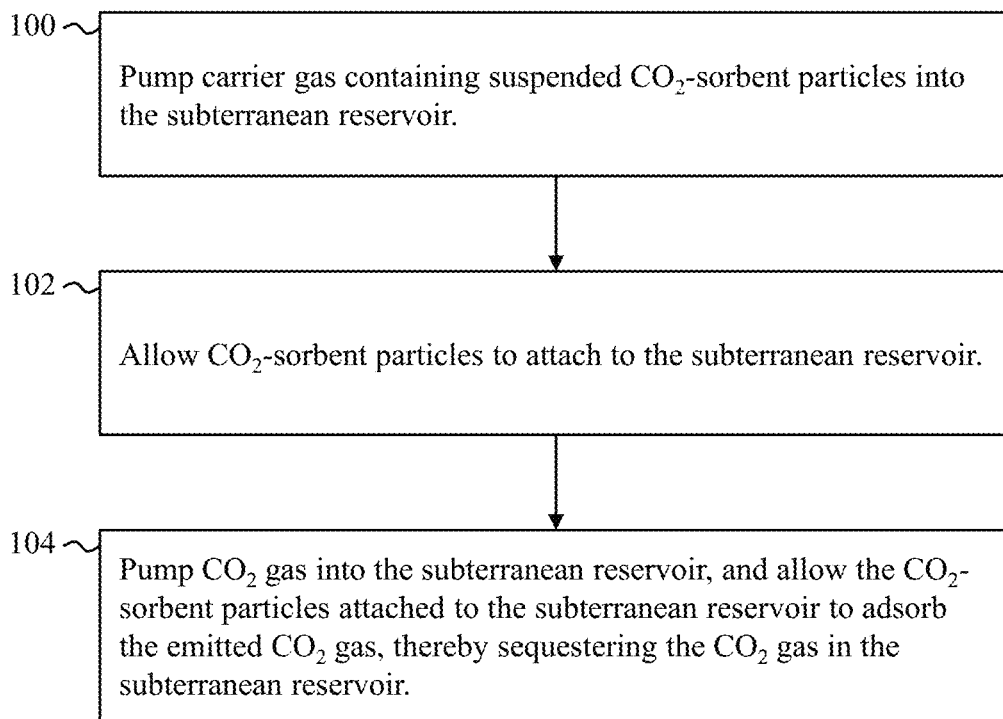 100
Pump carrier gas containing suspended CO₂-sorbent particles into
the subterranean reservoir.
102
Allow CO₂-sorbent particles to attach to the subterranean reservoir.
104
Pump CO₂ gas into the subterranean reservoir, and allow the CO₂-
sorbent particles attached to the subterranean reservoir to adsorb
the emitted CO₂ gas, thereby sequestering the CO₂ gas in the
subterranean reservoir.